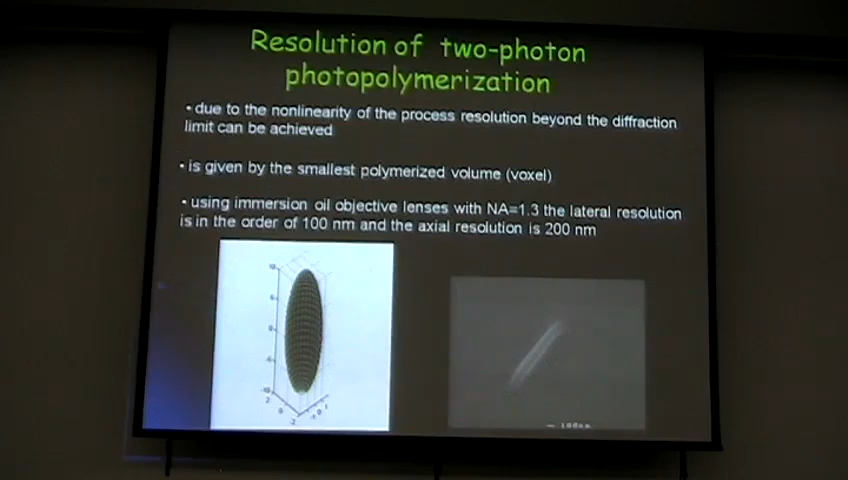 Resolution of two-photon
photopolymerization
• due to the nonlinearity of the process resolution beyond the diffraction
limit can be achieved
• is given by the smallest polymerized volume (voxel)
• using immersion oil objective lenses with NA=1.3 the lateral resolution
is in the order of 100 nm and the axial resolution is 200 nm